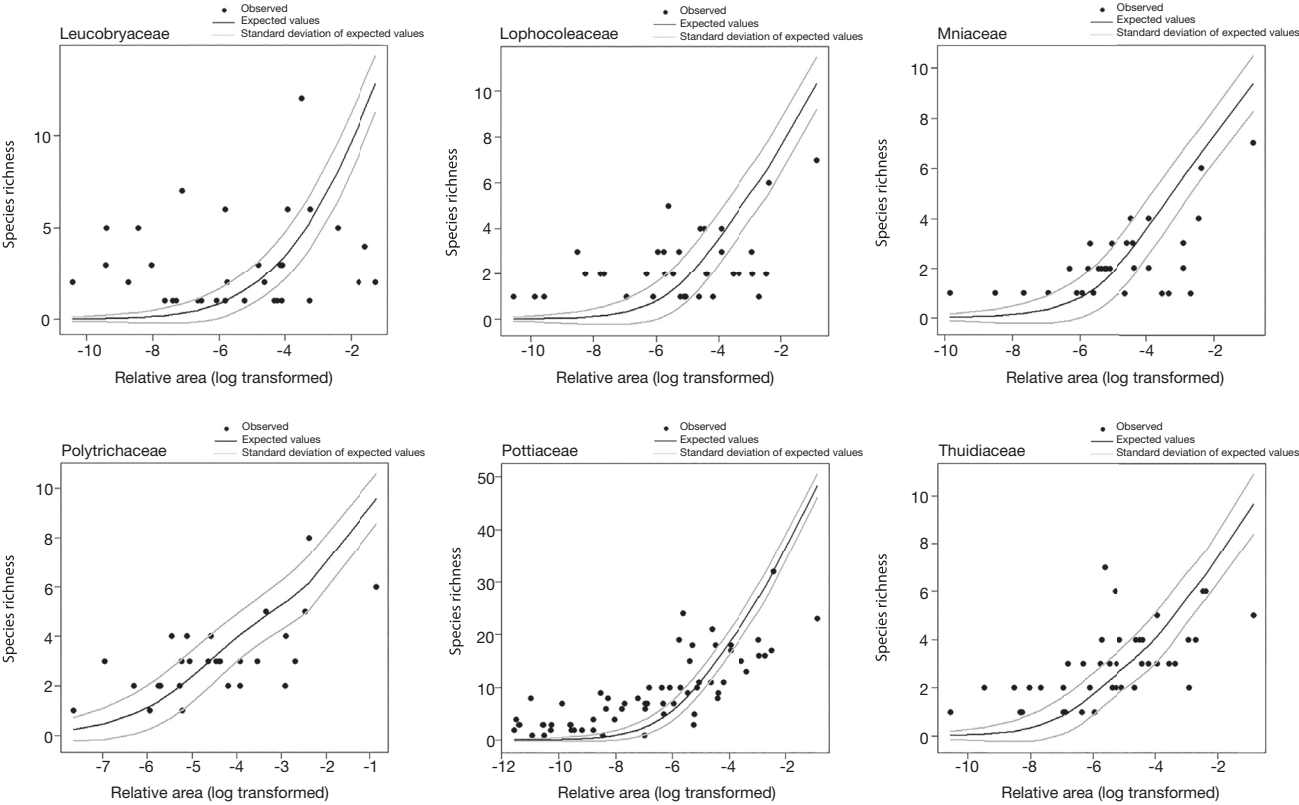 Observed
Expected values
Standard deviation of expected values
Leucobryaceae
Species richness
10
5
0
-10 -8 -6 -4 -2
Relative area (log transformed)
Observed
Expected values
Standard deviation of expected values
Lophocoleaceae
Species richness
10
8
6
4
2
0
-10 -8 -6 -4 -2
Relative area (log transformed)
Observed
Expected values
Standard deviation of expected values
Mniaceae
Species richness
10
8
6
4
2
0
-10 -8 -6 -4 -2
Relative area (log transformed)
Observed
Expected values
Standard deviation of expected values
Polytrichaceae
Species richness
10
8
6
4
2
0
-7 -6 -5 -4 -3 -2 -1
Relative area (log transformed)
Observed
Expected values
Standard deviation of expected values
Pottiaceae
Species richness
50
40
30
20
10
0
-12 -10 -8 -6 -4 -2
Relative area (log transformed)
Observed
Expected values
Standard deviation of expected values
Thuidiaceae
Species richness
10
8
6
4
2
0
-10 -8 -6 -4 -2
Relative area (log transformed)